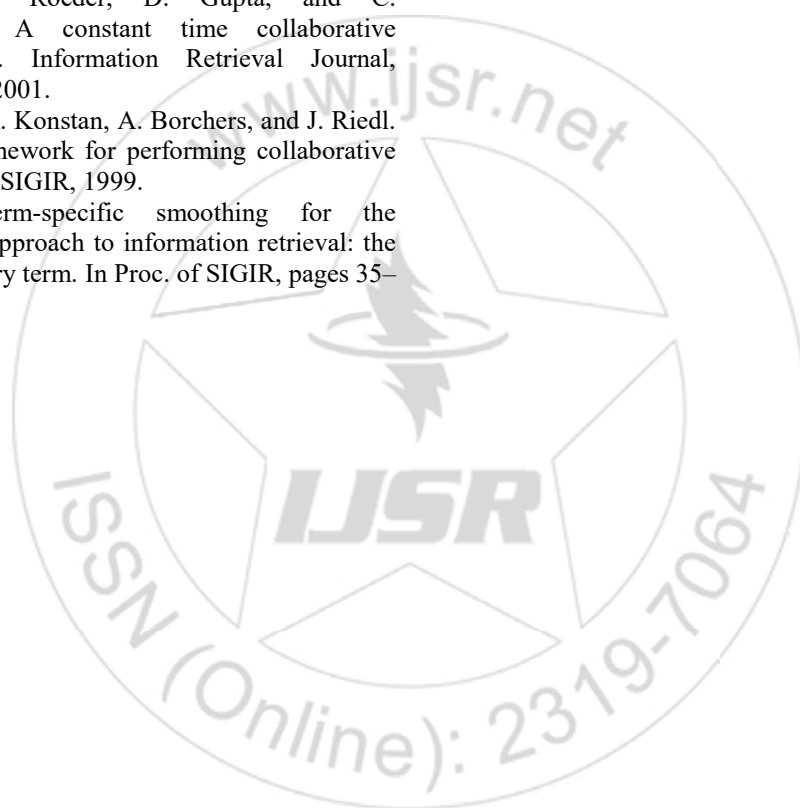 Roeder, D. Gupta, and C.
A constant time collaborative
. Information Retrieval Journal,
2001.
. Konstan, A. Borchers, and J. Riedl.
nework for performing collaborative
SIGIR, 1999.
erm-specific smoothing for the
pproach to information retrieval: the
ry term. In Proc. of SIGIR, pages 35–
www.ijsr.net
IJSR
ISSN (Online): 2319-7064